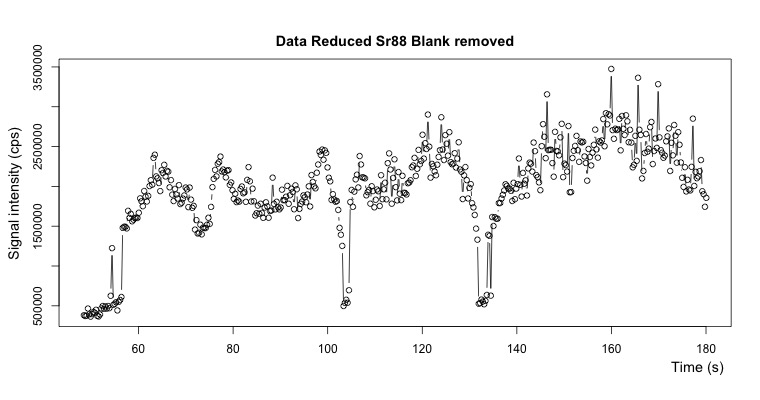 Data Reduced Sr88 Blank removed
Signal intensity (cps)
3500000
2500000
1500000
500000
60 80 100 120 140 160 180
Time (s)